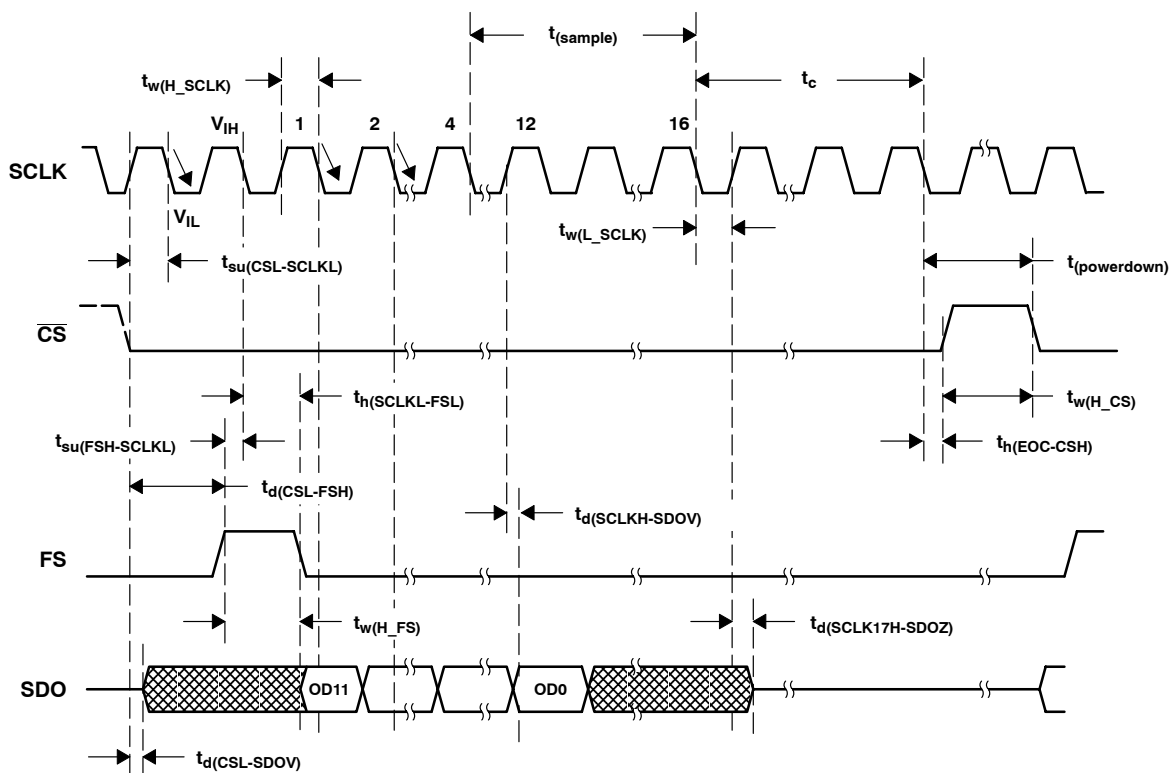 t(sample)
tw(H_SCLK)
tc
VIH
1
2
4
12
16
SCLK
VIL
tw(L_SCLK)
tsu(CSL-SCLKL)
t(powerdown)
CS
th(SCLKL-FSL)
tw(H_CS)
tsu(FSH-SCLKL)
th(EOC-CSH)
td(CSL-FSH)
td(SCLKH-SDOV)
FS
tw(H_FS)
td(SCLK17H-SDOZ)
SDO
OD11
OD0
td(CSL-SDOV)